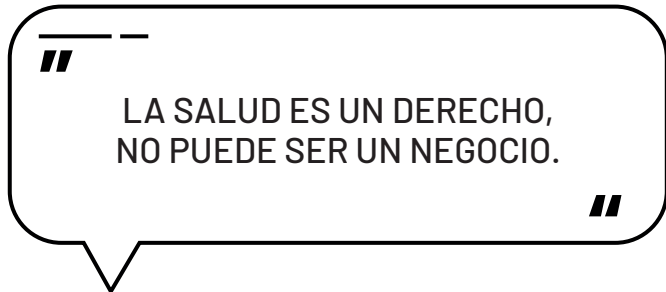 "
LA SALUD ES UN DERECHO,
NO PUEDE SER UN NEGOCIO.
"